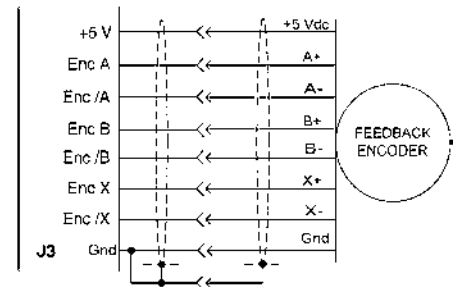 +5 V +5 Vdc
Enc A A+
Enc /A A-
Enc B B+
Enc /B B-
Enc X X+
Enc /X X-
J3 Gnd Gnd
FEEDBACK
ENCODER